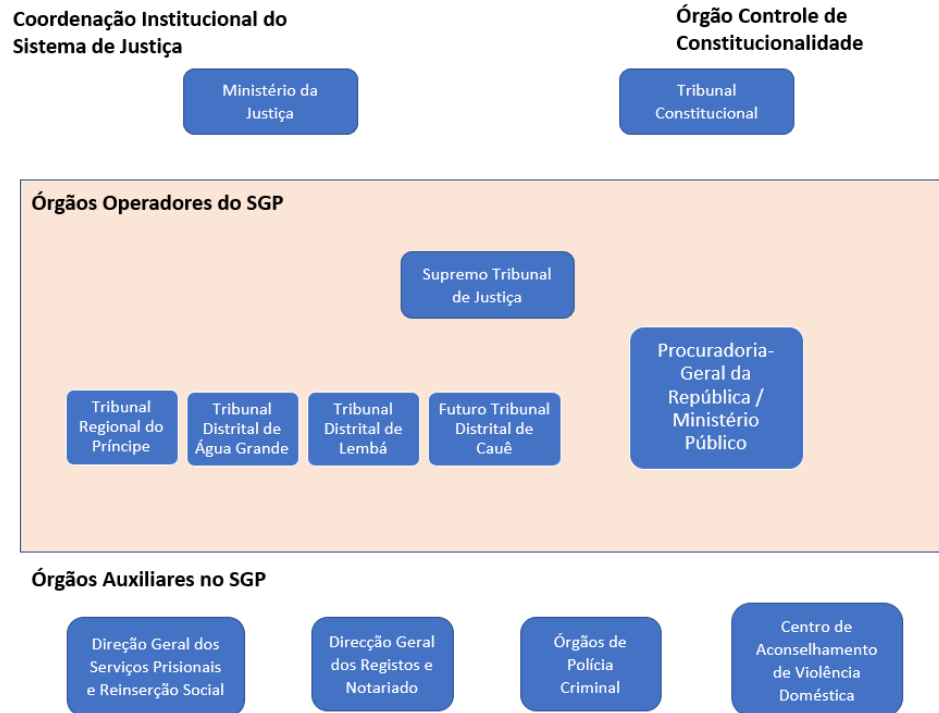 Coordenação Institucional do
Sistema de Justiça
Órgão Controle de
Constitucionalidade
Ministério da
Justiça
Tribunal
Constitucional
Órgãos Operadores do SGP
Supremo Tribunal
de Justiça
Procuradoria-
Geral da
República /
Ministério
Público
Tribunal
Regional do
Príncipe
Tribunal
Distrital de
Água Grande
Tribunal
Distrital de
Lembá
Futuro Tribunal
Distrital de
Cauê
Órgãos Auxiliares no SGP
Direção Geral dos
Serviços Prisionais
e Reinserção Social
Direcção Geral
dos Registos e
Notariado
Órgãos de
Polícia
Criminal
Centro de
Aconselhamento
de Violência
Doméstica